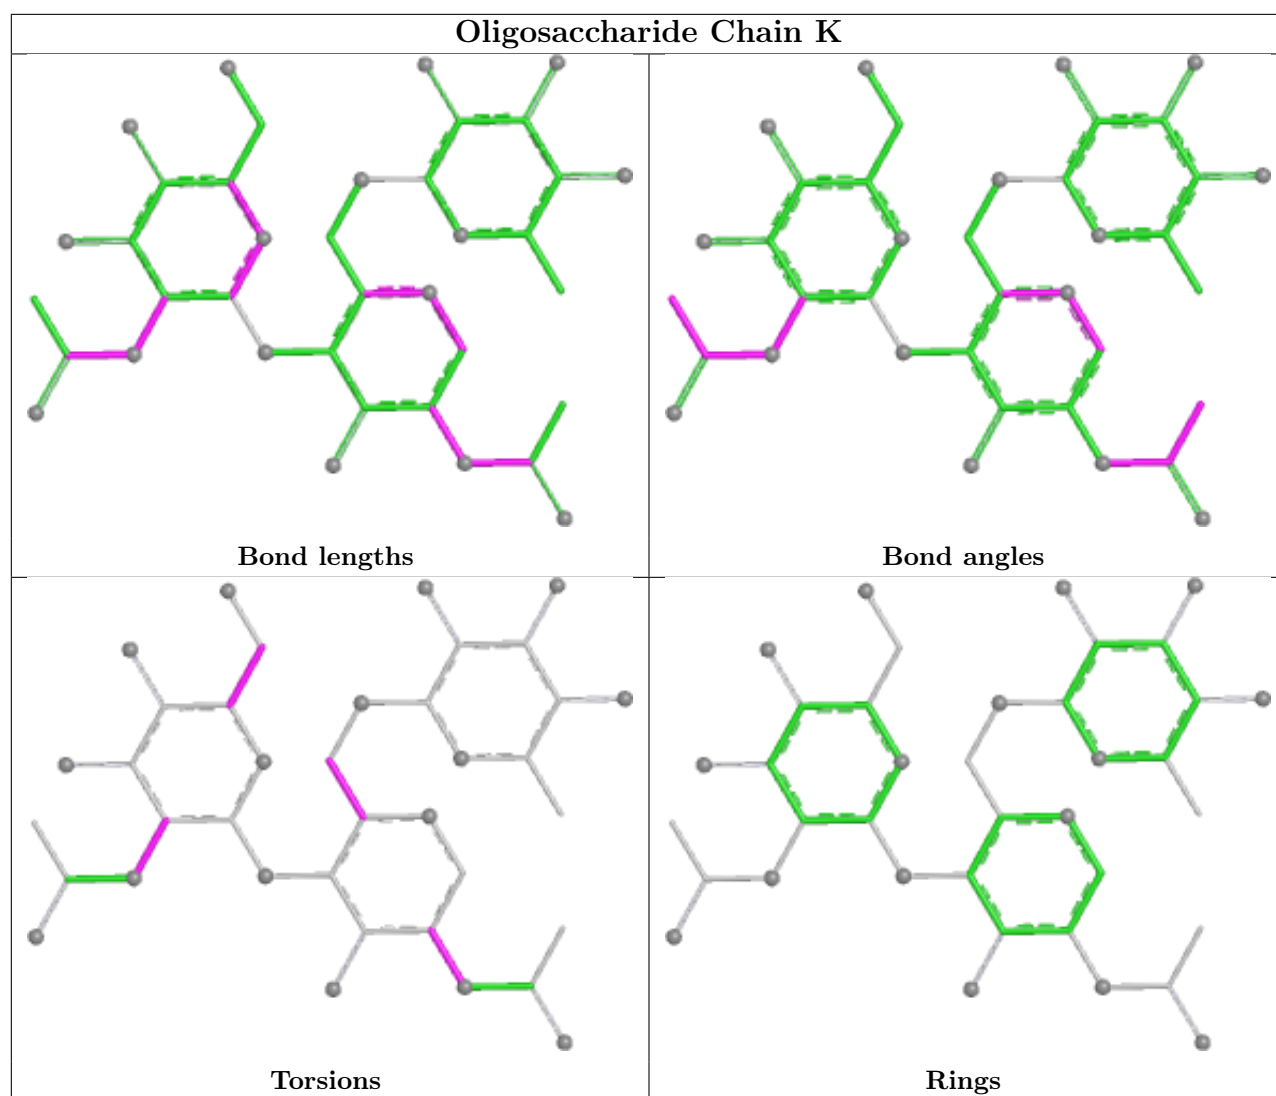 Oligosaccharide Chain K
Bond lengths
Bond angles
Torsions
Rings